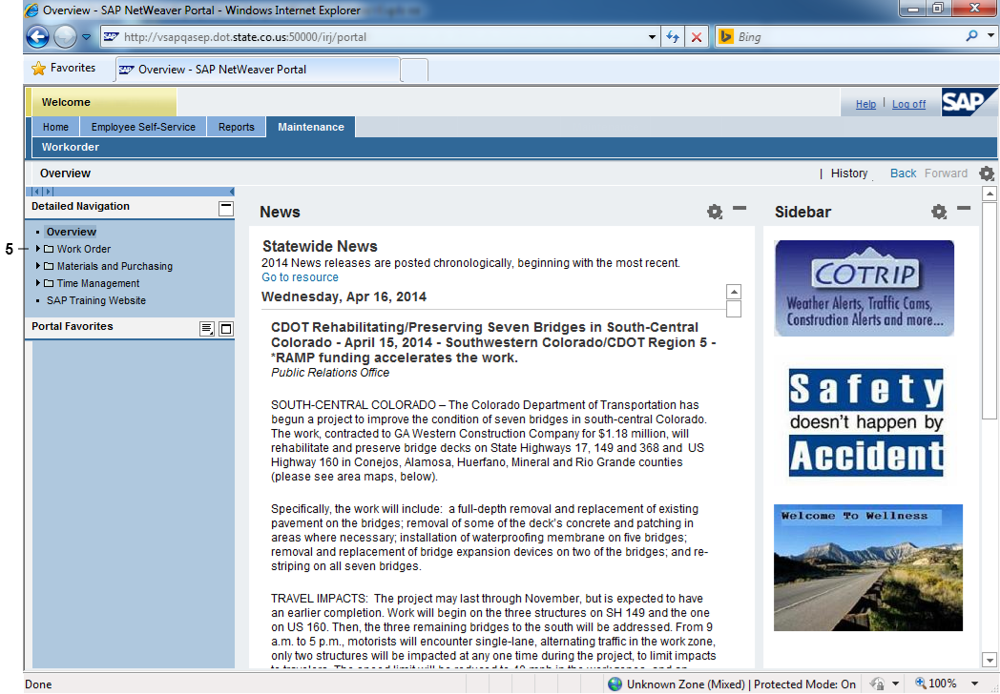 Overview - SAP NetWeaver Portal - Windows Internet Explorer
http://vsapqasep.dot.state.co.us:50000/irj/portal
Bing
Favorites
Overview - SAP NetWeaver Portal
Welcome
Help
Log off
SAP
Home
Employee Self-Service
Reports
Maintenance
Workorder
Overview
History
Back
Forward
Detailed Navigation
Overview
5
Work Order
Materials and Purchasing
Time Management
SAP Training Website
Portal Favorites
News
Statewide News
2014 News releases are posted chronologically, beginning with the most recent.
Go to resource
Wednesday, Apr 16, 2014
CDOT Rehabilitating/Preserving Seven Bridges in South-Central
Colorado - April 15, 2014 - Southwestern Colorado/CDOT Region 5 -
*RAMP funding accelerates the work.
Public Relations Office
SOUTH-CENTRAL COLORADO – The Colorado Department of Transportation has
begun a project to improve the condition of seven bridges in south-central Colorado.
The work, contracted to GA Western Construction Company for $1.18 million, will
rehabilitate and preserve bridge decks on State Highways 17, 149 and 368 and US
Highway 160 in Conejos, Alamosa, Huerfano, Mineral and Rio Grande counties
(please see area maps, below).
Specifically, the work will include: a full-depth removal and replacement of existing
pavement on the bridges; removal of some of the deck's concrete and patching in
areas where necessary; installation of waterproofing membrane on five bridges;
removal and replacement of bridge expansion devices on two of the bridges; and re-
striping on all seven bridges.
TRAVEL IMPACTS: The project may last through November, but is expected to have
an earlier completion. Work will begin on the three structures on SH 149 and the one
on US 160. Then, the three remaining bridges to the south will be addressed. From 9
a.m. to 5 p.m., motorists will encounter single-lane, alternating traffic in the work zone,
only two structures will be impacted at any one time during the project, to limit impacts
Sidebar
COTRIP
Weather Alerts, Traffic Cams,
Construction Alerts and more...
Safety
doesn't happen by
Accident
Welcome To Wellness
Done
Unknown Zone (Mixed) | Protected Mode: On
100%